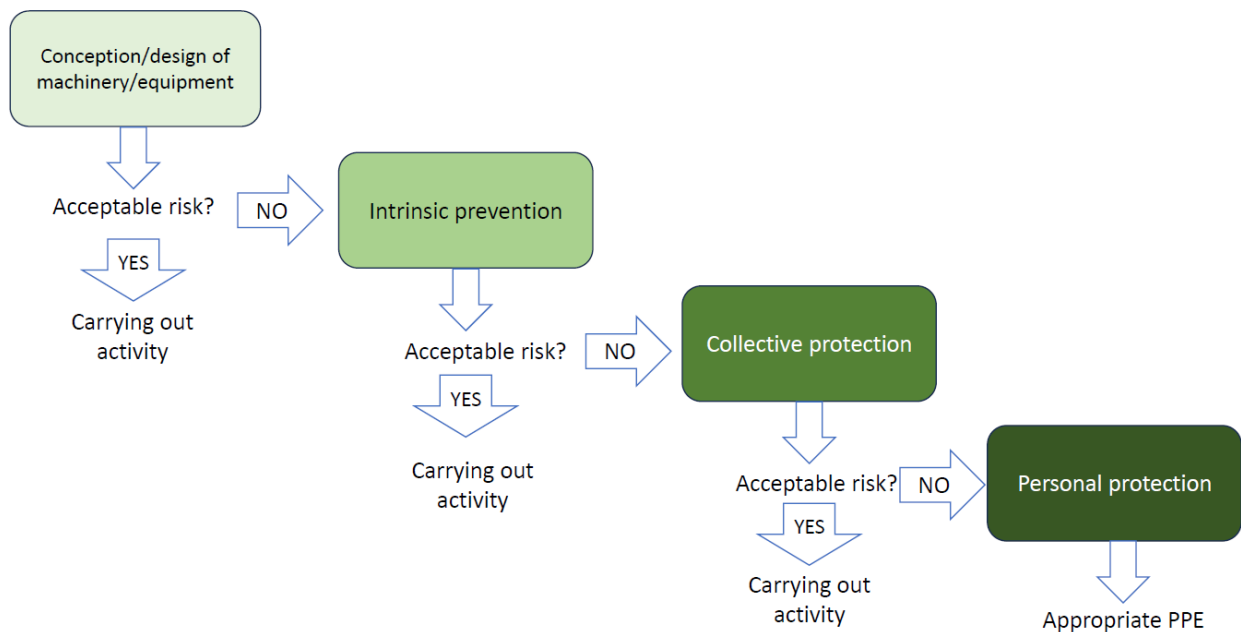 Conception/design of
machinery/equipment
Acceptable risk?
NO
YES
Carrying out
activity
Intrinsic prevention
Acceptable risk?
NO
YES
Carrying out
activity
Collective protection
Acceptable risk?
NO
YES
Carrying out
activity
Personal protection
Appropriate PPE